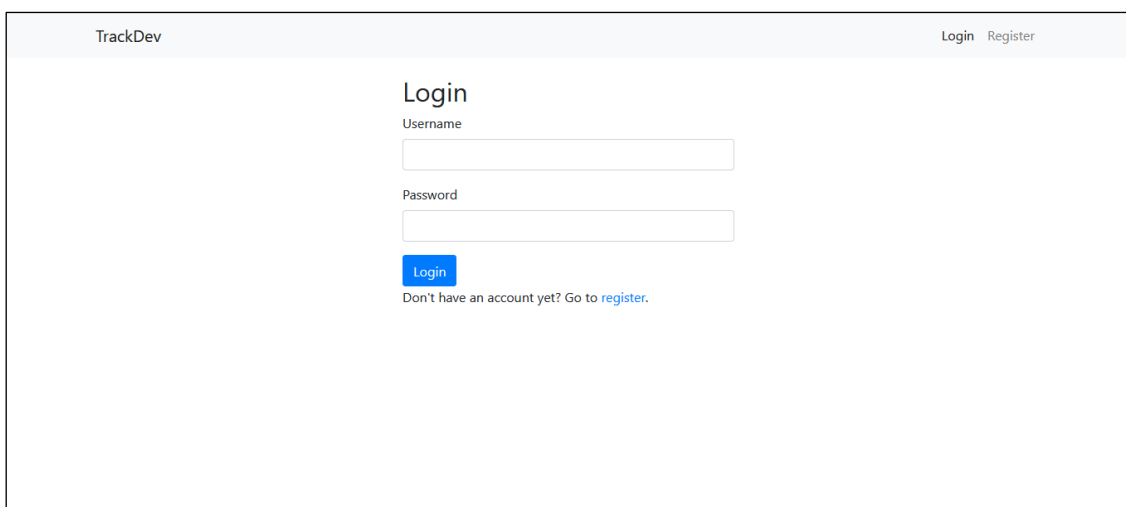 TrackDev
Login Register
Login
Username
Password
Login
Don't have an account yet? Go to register.